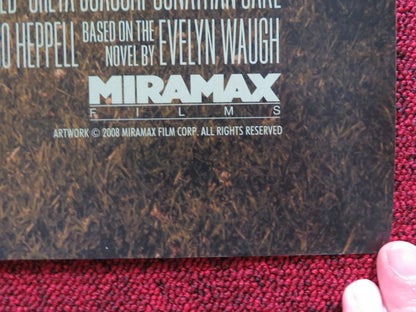 BASED ON THE
HEPPELL NOVEL BY EVELYN WAUGH
MIRAMAX
FILMS
ARTWORK © 2008 MIRAMAX FILM CORP. ALL RIGHTS RESERVED